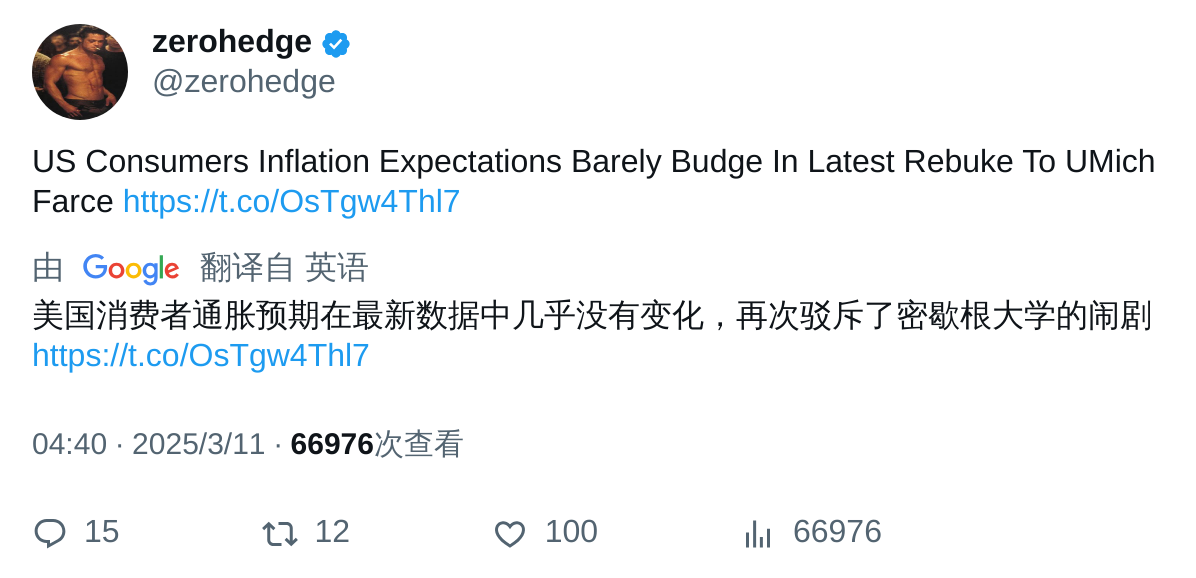 zerohedge
@zerohedge
US Consumers Inflation Expectations Barely Budge In Latest Rebuke To UMich
Farce https://t.co/OsTgw4Thl7
由 Google 翻译自 英语
美国消费者通胀预期在最新数据中几乎没有变化，再次驳斥了密歇根大学的闹剧
https://t.co/OsTgw4Thl7
04:40 · 2025/3/11 · 66976次查看
15 12 100 66976